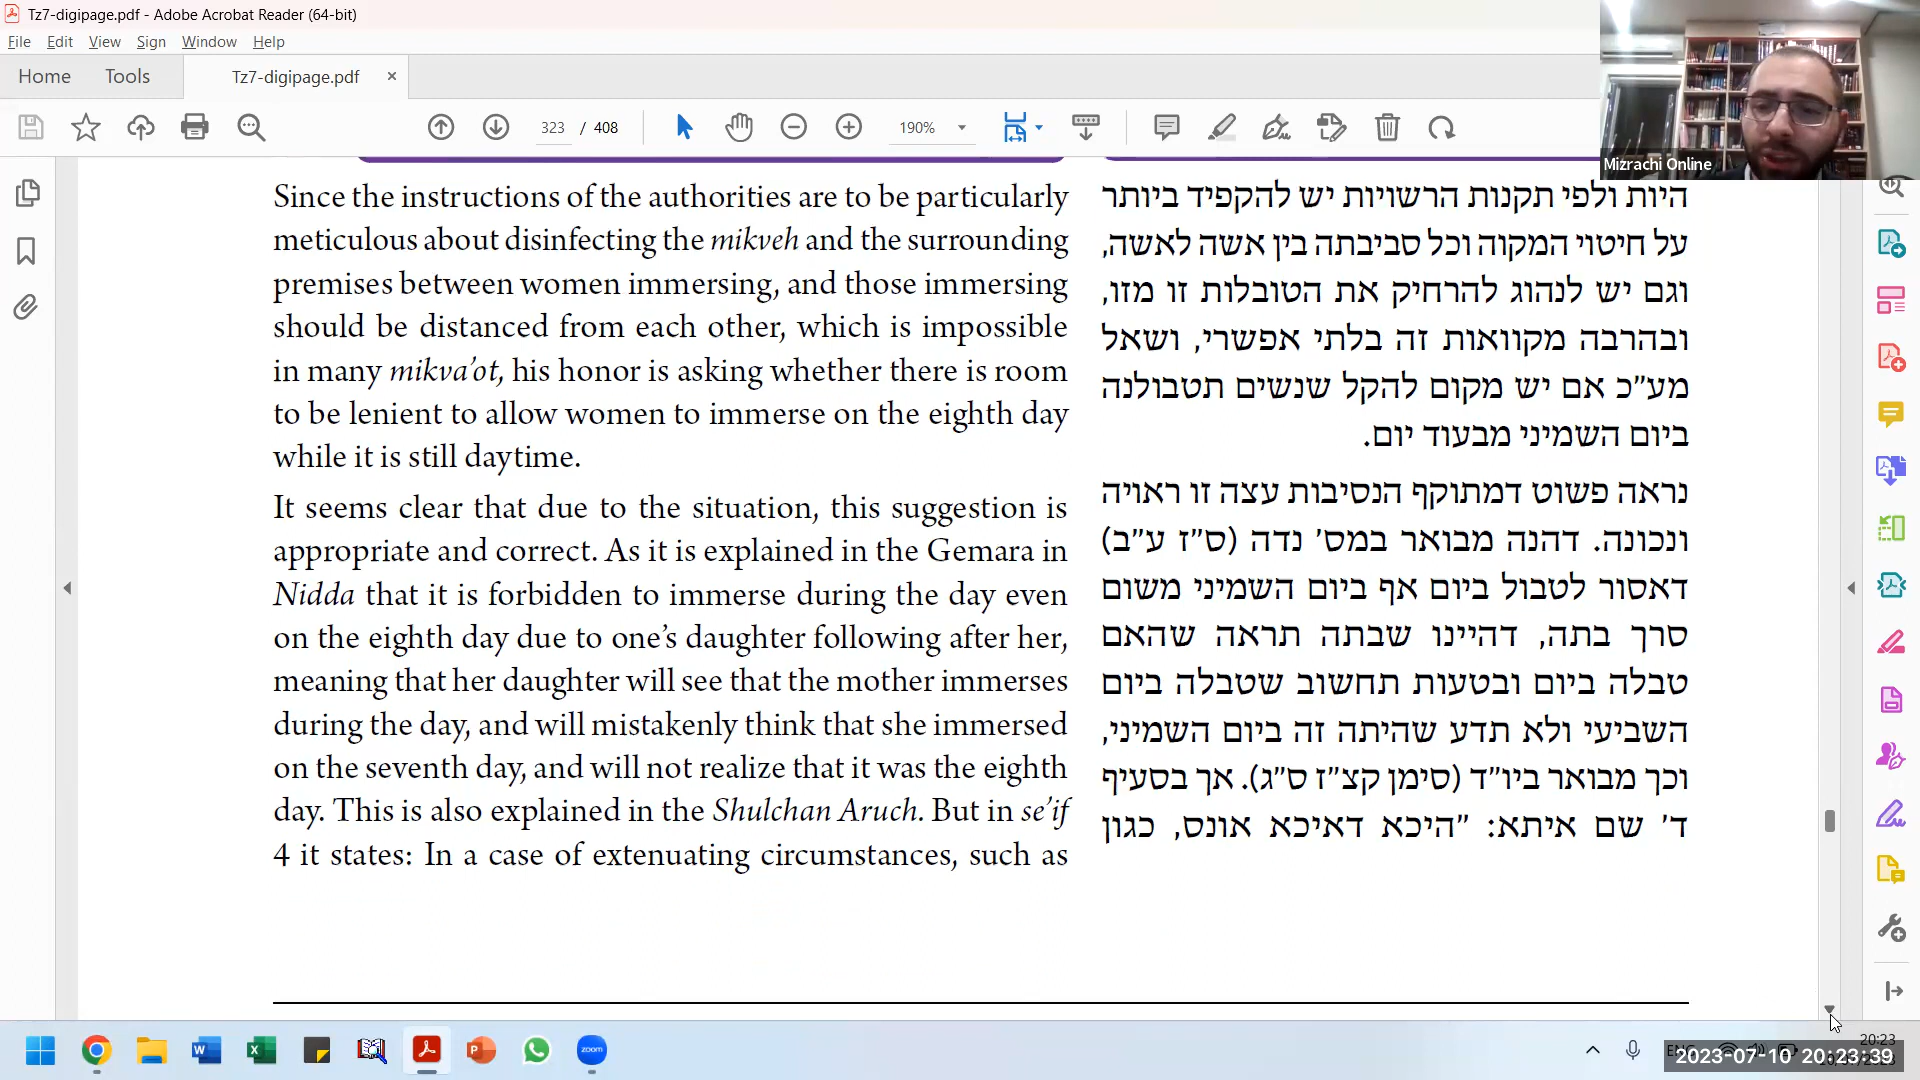 Tz7-digipage.pdf - Adobe Acrobat Reader (64-bit)
File Edit View Sign Window Help
Home Tools Tz7-digipage.pdf ×
323 / 408 190%
Mizrachi Online
Since the instructions of the authorities are to be particularly
meticulous about disinfecting the mikveh and the surrounding
premises between women immersing, and those immersing
should be distanced from each other, which is impossible
in many mikva’ot, his honor is asking whether there is room
to be lenient to allow women to immerse on the eighth day
while it is still daytime.
It seems clear that due to the situation, this suggestion is
appropriate and correct. As it is explained in the Gemara in
Nidda that it is forbidden to immerse during the day even
on the eighth day due to one’s daughter following after her,
meaning that her daughter will see that the mother immerses
during the day, and will mistakenly think that she immersed
on the seventh day, and will not realize that it was the eighth
day. This is also explained in the Shulchan Aruch. But in se’if
4 it states: In a case of extenuating circumstances, such as
היות ולפי תקנות הרשויות יש להקפיד ביותר
על חיטוי המקוה וכל סביבתה בין אשה לאשה,
וגם יש לנהוג להרחיק את הטובלות זו מזו,
ובהרבה מקוואות זה בלתי אפשרי, ושאל
מע״כ אם יש מקום להקל שנשים תטבולנה
ביום השמיני מבעוד יום.
נראה פשוט דמתוקף הנסיבות עצה זו ראויה
ונכונה. דהנה מבואר במס׳ נדה (ס״ז ע״ב)
דאסור לטבול ביום אף ביום השמיני משום
סרך בתה, דהיינו שבתה תראה שהאם
טבלה ביום ובטעות תחשוב שטבלה ביום
השביעי ולא תדע שהיתה זה ביום השמיני,
וכך מבואר ביו״ד (סימן קצ״ז ס״ג). אך בסעיף
ד׳ שם איתא: ״היכא דאיכא אונס, כגון
zoom
20:23
2023-07-10 20:23:39